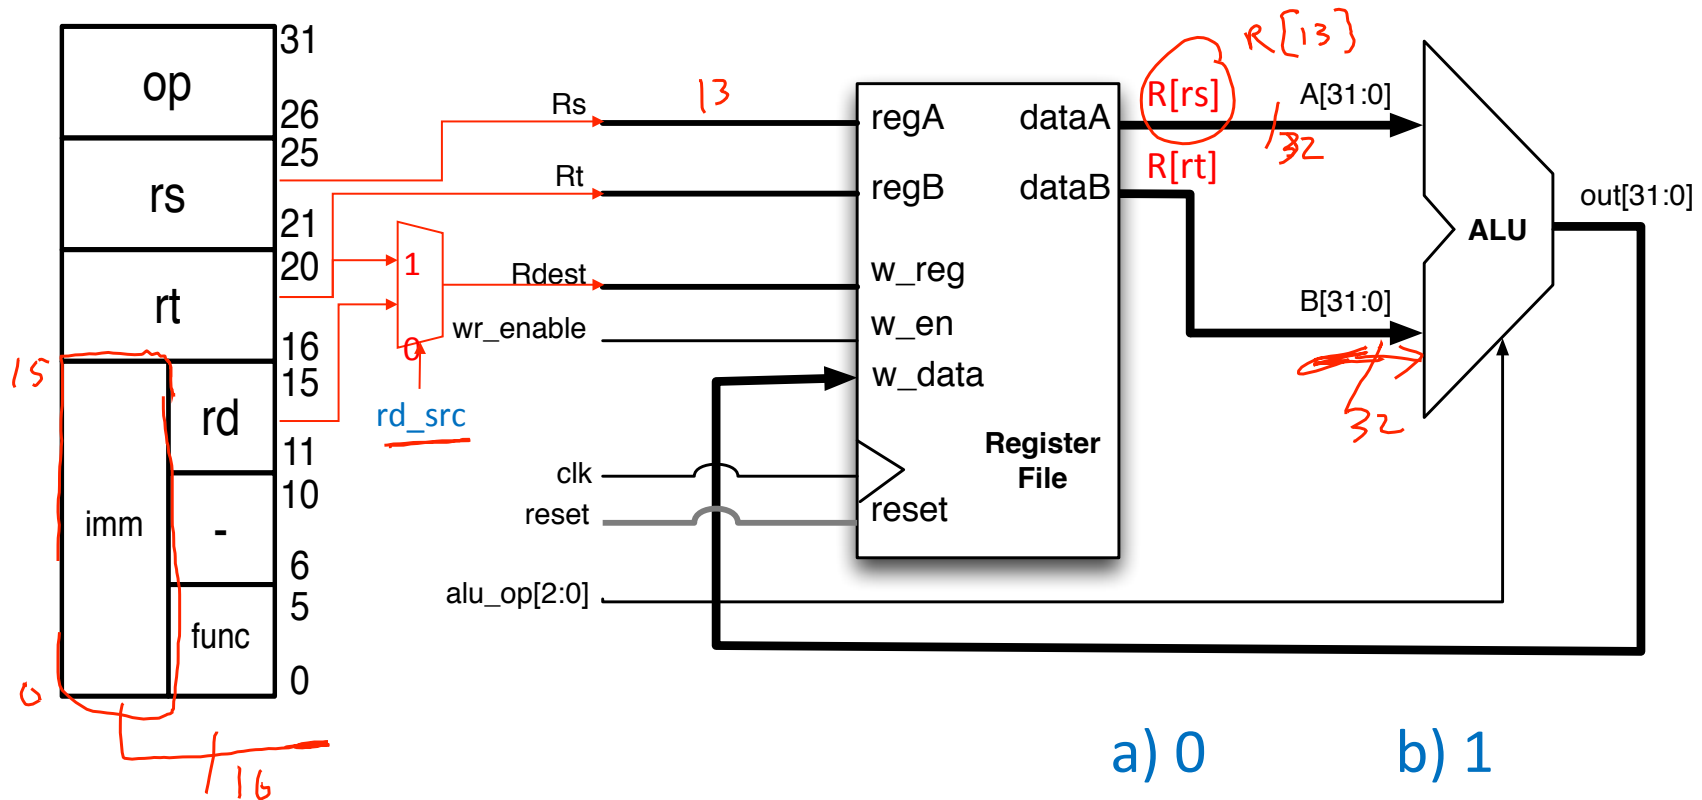 31
op
26
25
rs
21
20
rt
16
15
15
rd
11
10
imm
-
6
5
func
0
0
16
1
0
rd_src
Rs
13
Rt
Rdest
wr_enable
clk
reset
alu_op[2:0]
regA
dataA
regB
dataB
w_reg
w_en
w_data
Register
File
reset
R[13]
R[rs]
A[31:0]
32
R[rt]
B[31:0]
32
ALU
out[31:0]
a) 0
b) 1